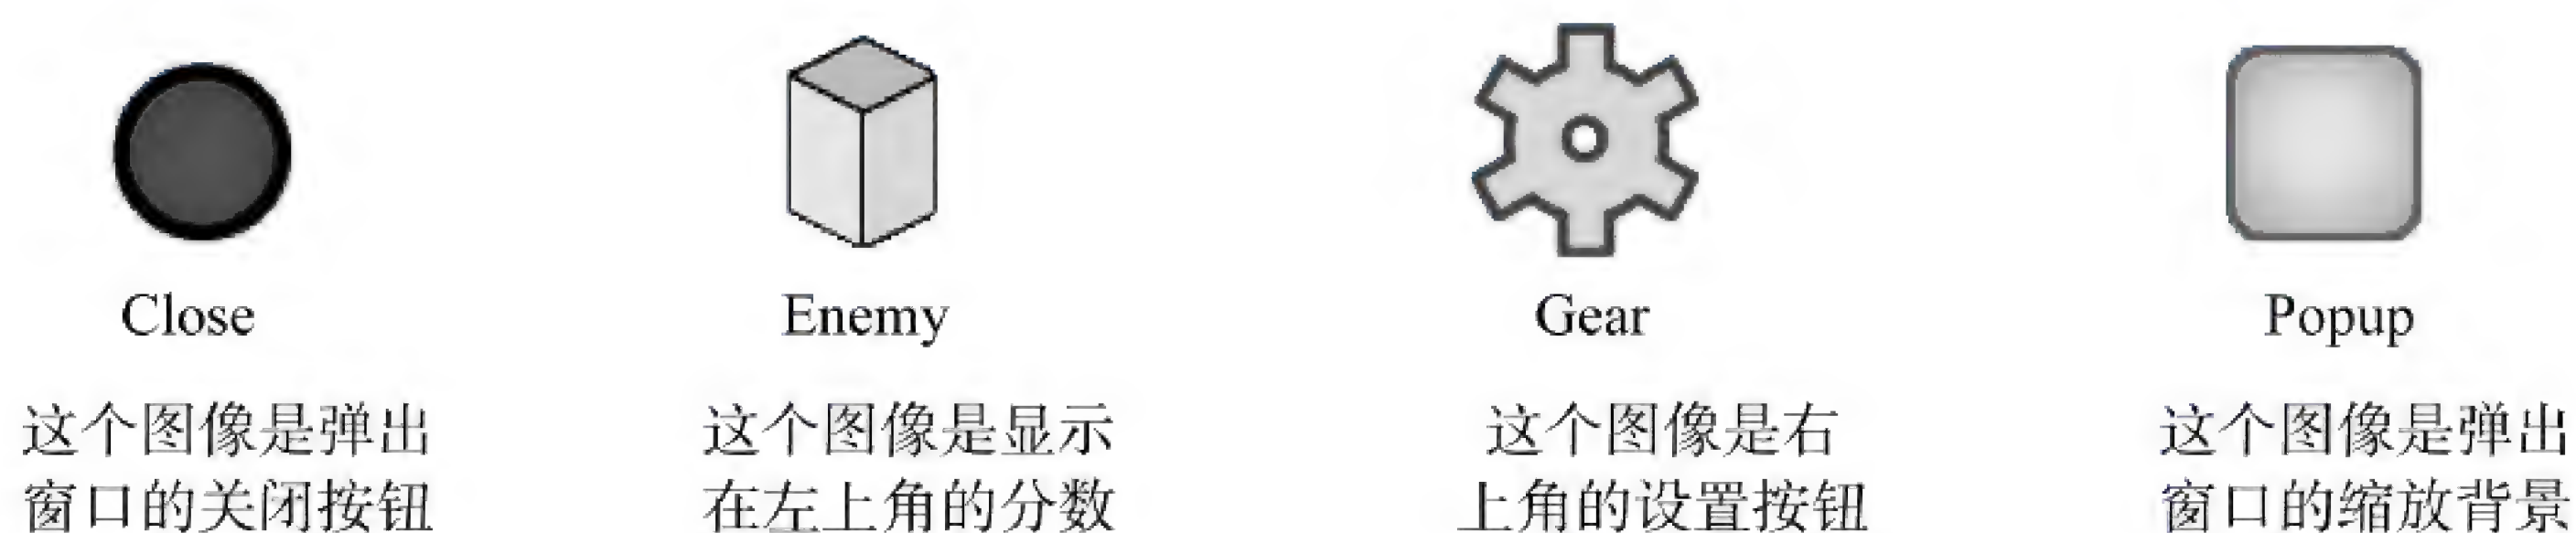 Close
Enemy
Gear
Popup
这个图像是弹出
窗口的关闭按钮
这个图像是显示
在左上角的分数
这个图像是右
上角的设置按钮
这个图像是弹出
窗口的缩放背景